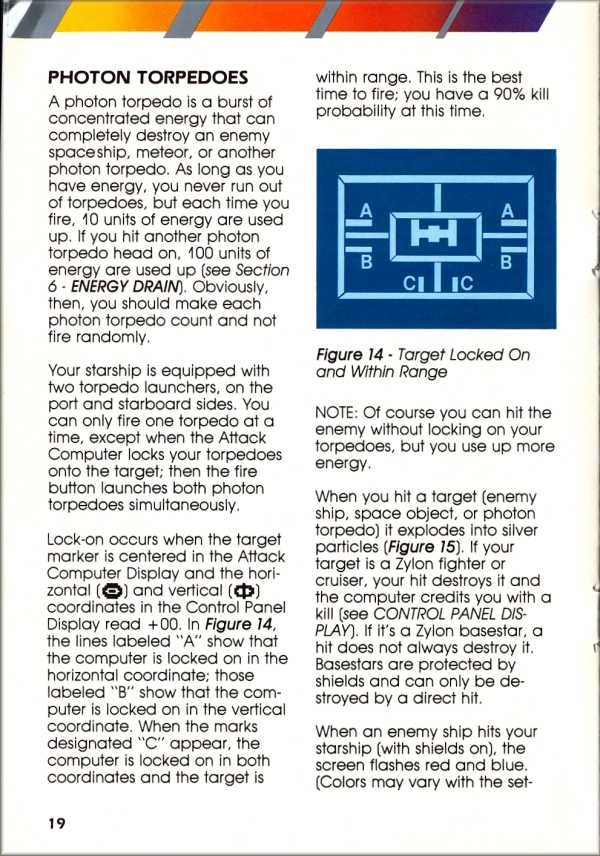 PHOTON TORPEDOES
A photon torpedo is a burst of
concentrated energy that can
completely destroy an enemy
spaceship, meteor, or another
photon torpedo. As long as you
have energy, you never run out
of torpedoes, but each time you
fire, 10 units of energy are used
up. If you hit another photon
torpedo head on, 100 units of
energy are used up (see Section
6 - ENERGY DRAIN). Obviously,
then, you should make each
photon torpedo count and not
fire randomly.
Your starship is equipped with
two torpedo launchers, on the
port and starboard sides. You
can only fire one torpedo at a
time, except when the Attack
Computer locks your torpedoes
onto the target; then the fire
button launches both photon
torpedoes simultaneously.
Lock-on occurs when the target
marker is centered in the Attack
Computer Display and the hori-
zontal (⊖) and vertical (⌽)
coordinates in the Control Panel
Display read +00. In Figure 14,
the lines labeled "A" show that
the computer is locked on in the
horizontal coordinate; those
labeled "B" show that the com-
puter is locked on in the vertical
coordinate. When the marks
designated "C" appear, the
computer is locked on in both
coordinates and the target is
19
within range. This is the best
time to fire; you have a 90% kill
probability at this time.
A A
B B
C C
Figure 14 - Target Locked On
and Within Range
NOTE: Of course you can hit the
enemy without locking on your
torpedoes, but you use up more
energy.
When you hit a target (enemy
ship, space object, or photon
torpedo) it explodes into silver
particles (Figure 15). If your
target is a Zylon fighter or
cruiser, your hit destroys it and
the computer credits you with a
kill (see CONTROL PANEL DIS-
PLAY). If it's a Zylon basestar, a
hit does not always destroy it.
Basestars are protected by
shields and can only be de-
stroyed by a direct hit.
When an enemy ship hits your
starship (with shields on), the
screen flashes red and blue.
(Colors may vary with the set-